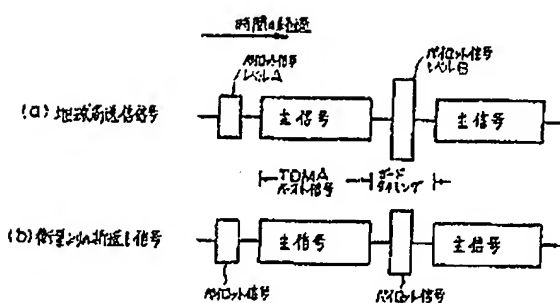 時間の経過
パイロット信号
レベルA
パイロット信号
レベルB
(a) 地球局送信信号
主信号
主信号
TDMA
バースト信号
ガード
タイミング
(b) 衛星よりの折返し信号
主信号
主信号
パイロット信号
パイロット信号